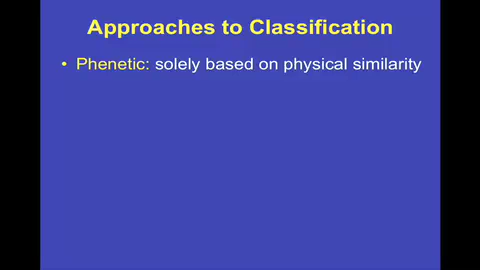 Approaches to Classification
• Phenetic: solely based on physical similarity